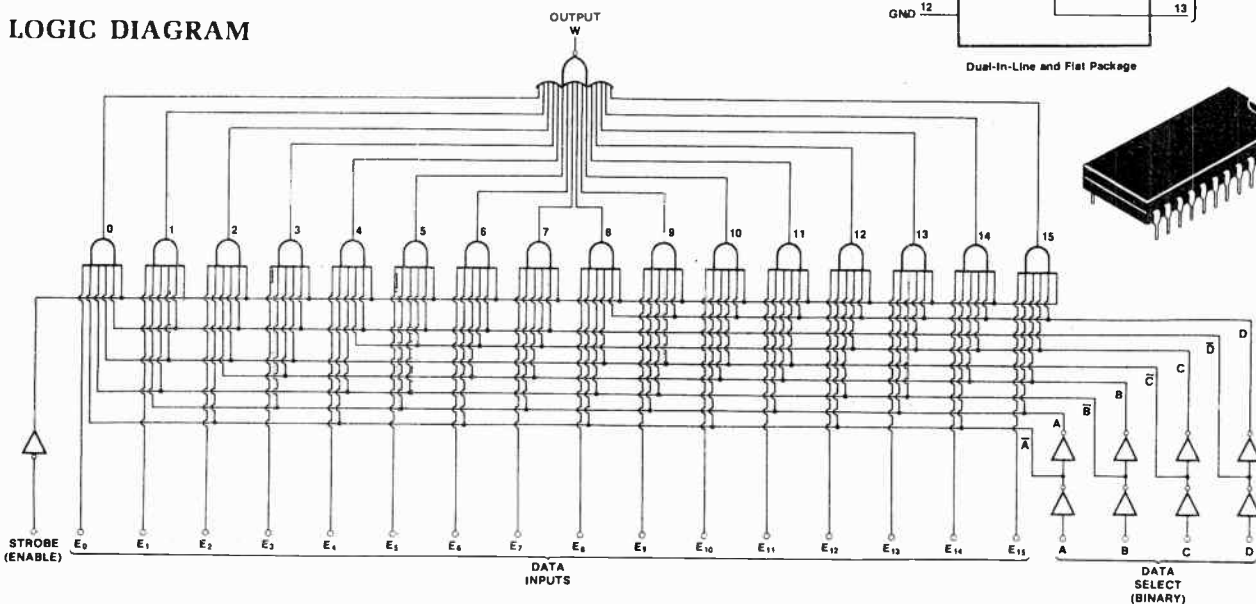 LOGIC DIAGRAM
GND 12
13
Dual-In-Line and Flat Package
OUTPUT
W
0 1 2 3 4 5 6 7 8 9 10 11 12 13 14 15
D
D̅
C
C̅
B
B̅
A
A̅
STROBE
(ENABLE)
E0 E1 E2 E3 E4 E5 E6 E7 E8 E9 E10 E11 E12 E13 E14 E15
A B C D
DATA
INPUTS
DATA
SELECT
(BINARY)